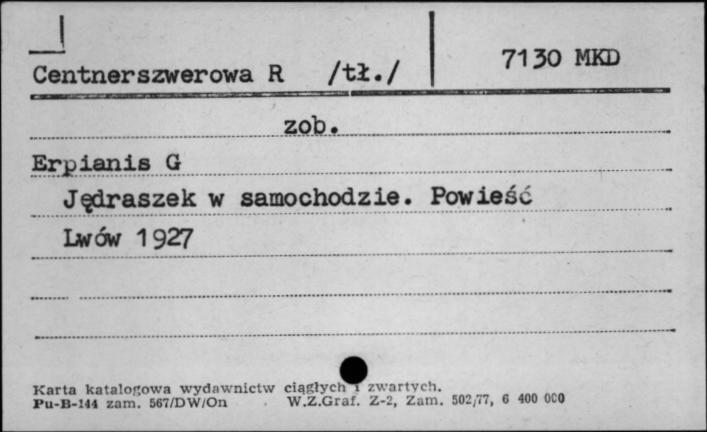 Centnerszwerowa R /tł./ 7130 MKD
zob.
Erpianis G
Jędraszek w samochodzie. Powieść
Lwów 1927
Karta katalogowa wydawnictw ciągłych i zwartych.
Pu-B-144 zam. 567/DW/On W.Z.Graf. Z-2, Zam. 502/77, 6 400 000